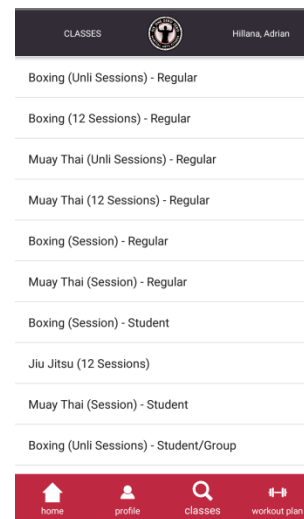 CLASSES
Hillana, Adrian
Boxing (Unli Sessions) - Regular
Boxing (12 Sessions) - Regular
Muay Thai (Unli Sessions) - Regular
Muay Thai (12 Sessions) - Regular
Boxing (Session) - Regular
Muay Thai (Session) - Regular
Boxing (Session) - Student
Jiu Jitsu (12 Sessions)
Muay Thai (Session) - Student
Boxing (Unli Sessions) - Student/Group
home profile classes workout plan